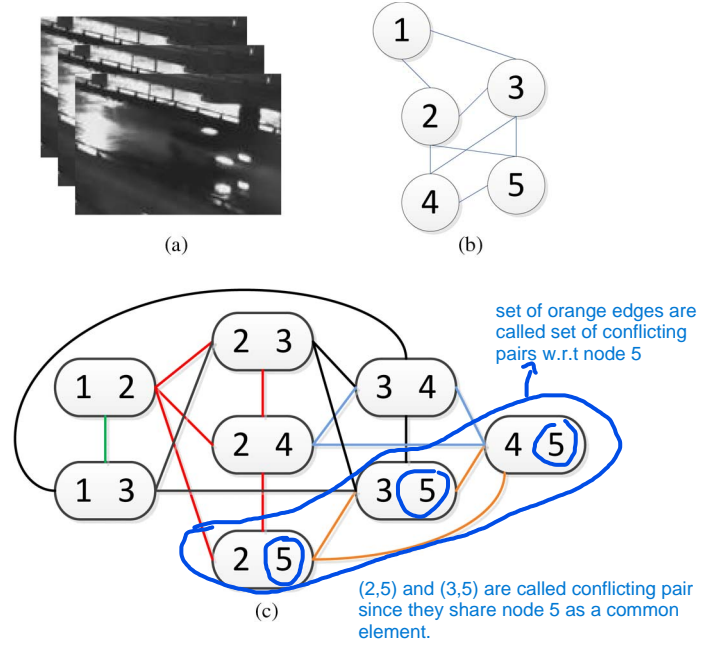 1
3
2
5
4
(a)
(b)
set of orange edges are
called set of conflicting
pairs w.r.t node 5
2 3
1 2
3 4
2 4
4 5
1 3
3 5
2 5
(2,5) and (3,5) are called conflicting pair
since they share node 5 as a common
element.
(c)